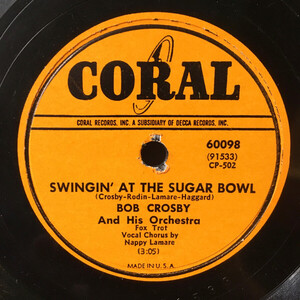 CORAL
CORAL RECORDS, INC. A SUBSIDIARY OF DECCA RECORDS, INC.
60098
(91533)
CP-502
SWINGIN' AT THE SUGAR BOWL
(Crosby-Rodin-Lamare-Haggard)
BOB CROSBY
And His Orchestra
Fox Trot
Vocal Chorus by
Nappy Lamare
(3:05)
MADE IN U.S.A.